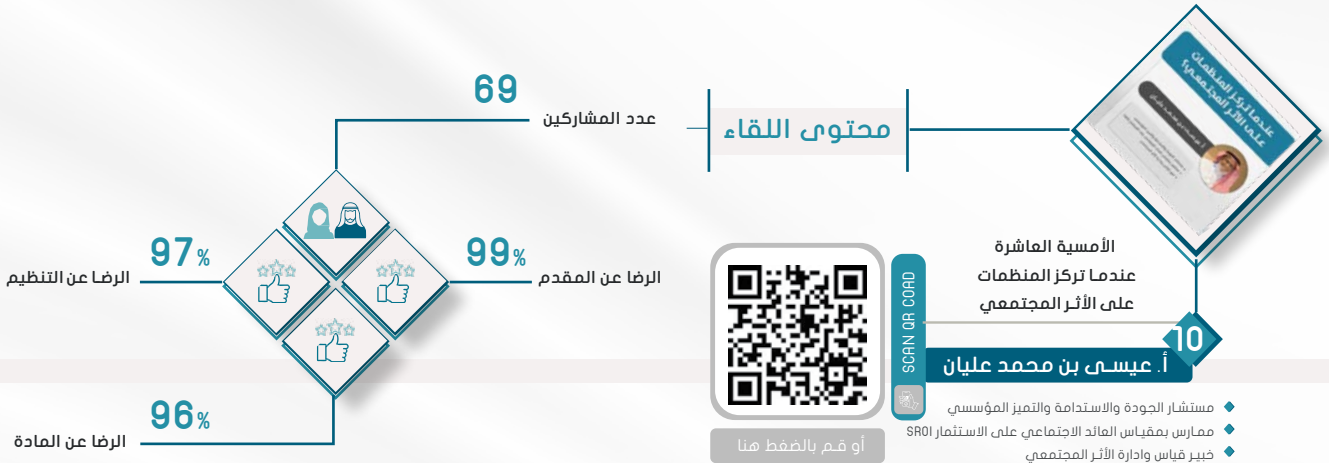 عندما تركز المنظمات
على الأثر المجتمعي؟
محتوى اللقاء
الأمسية العاشرة
عندما تركز المنظمات
على الأثر المجتمعي
10
أ. عيسى بن محمد عليان
مستشار الجودة والاستدامة والتميز المؤسسي
ممارس بمقياس العائد الاجتماعي على الاستثمار SROI
خبير قياس وادارة الأثر المجتمعي
SCAN QR COAD
أو قم بالضغط هنا
69
عدد المشاركين
99%
الرضا عن المقدم
97%
الرضا عن التنظيم
96%
الرضا عن المادة